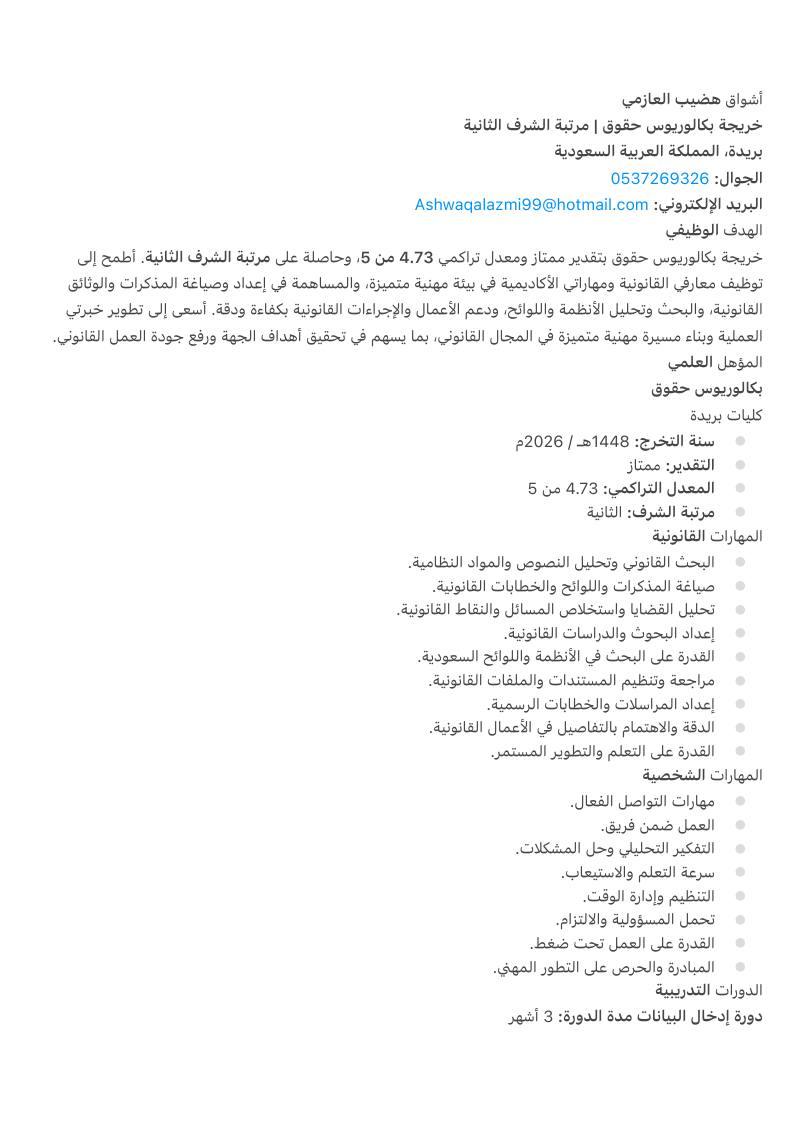 أشواق هضيب العازمي
خريجة بكالوريوس حقوق | مرتبة الشرف الثانية
بريدة، المملكة العربية السعودية
الجوال: 0537269326
البريد الإلكتروني: Ashwaqalazmi99@hotmail.com
الهدف الوظيفي
خريجة بكالوريوس حقوق بتقدير ممتاز ومعدل تراكمي 4.73 من 5، وحاصلة على مرتبة الشرف الثانية. أطمح إلى
توظيف معارفي القانونية ومهاراتي الأكاديمية في بيئة مهنية متميزة، والمساهمة في إعداد وصياغة المذكرات والوثائق
القانونية، والبحث وتحليل الأنظمة واللوائح، ودعم الأعمال والإجراءات القانونية بكفاءة ودقة. أسعى إلى تطوير خبرتي
العملية وبناء مسيرة مهنية متميزة في المجال القانوني، بما يسهم في تحقيق أهداف الجهة ورفع جودة العمل القانوني.
المؤهل العلمي
بكالوريوس حقوق
كليات بريدة
● سنة التخرج: 1448هـ / 2026م
● التقدير: ممتاز
● المعدل التراكمي: 4.73 من 5
● مرتبة الشرف: الثانية
المهارات القانونية
● البحث القانوني وتحليل النصوص والمواد النظامية.
● صياغة المذكرات واللوائح والخطابات القانونية.
● تحليل القضايا واستخلاص المسائل والنقاط القانونية.
● إعداد البحوث والدراسات القانونية.
● القدرة على البحث في الأنظمة واللوائح السعودية.
● مراجعة وتنظيم المستندات والملفات القانونية.
● إعداد المراسلات والخطابات الرسمية.
● الدقة والاهتمام بالتفاصيل في الأعمال القانونية.
● القدرة على التعلم والتطوير المستمر.
المهارات الشخصية
● مهارات التواصل الفعال.
● العمل ضمن فريق.
● التفكير التحليلي وحل المشكلات.
● سرعة التعلم والاستيعاب.
● التنظيم وإدارة الوقت.
● تحمل المسؤولية والالتزام.
● القدرة على العمل تحت ضغط.
● المبادرة والحرص على التطور المهني.
الدورات التدريبية
دورة إدخال البيانات مدة الدورة: 3 أشهر